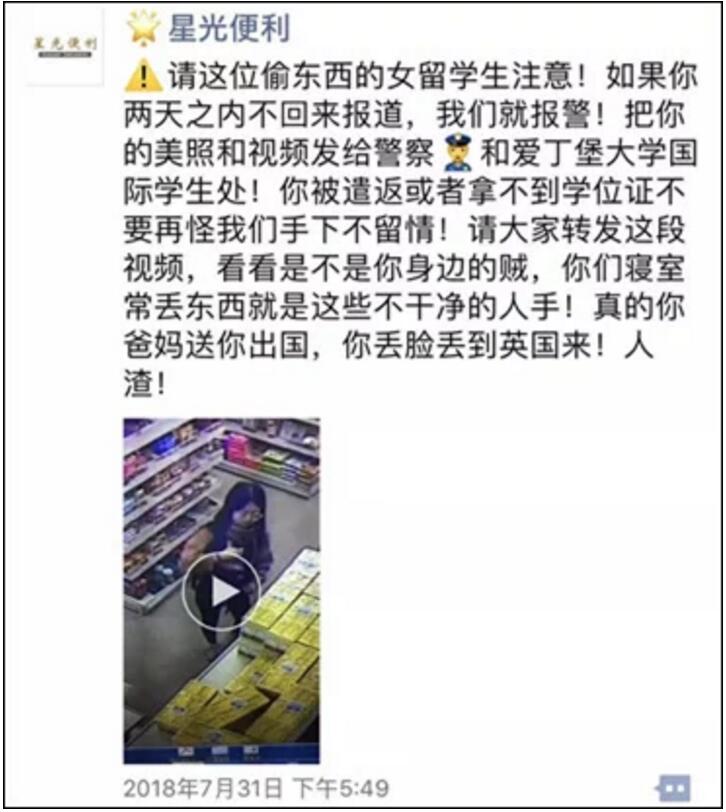 星光便利
🌟星光便利
⚠️请这位偷东西的女留学生注意！如果你
两天之内不回来报道，我们就报警！把你
的美照和视频发给警察👮和爱丁堡大学国
际学生处！你被遣返或者拿不到学位证不
要再怪我们手下不留情！请大家转发这段
视频，看看是不是你身边的贼，你们寝室
常丢东西就是这些不干净的人手！真的你
爸妈送你出国，你丢脸丢到英国来！人
渣！
2018年7月31日 下午5:49